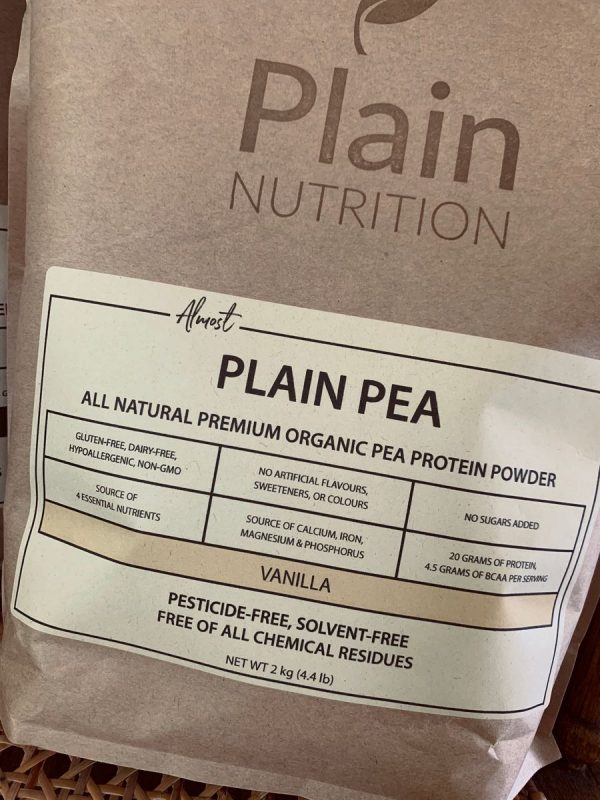 Plain
NUTRITION
Almost
PLAIN PEA
ALL NATURAL PREMIUM ORGANIC PEA PROTEIN POWDER
GLUTEN-FREE, DAIRY-FREE,
HYPOALLERGENIC, NON-GMO
NO ARTIFICIAL FLAVOURS,
SWEETENERS, OR COLOURS
NO SUGARS ADDED
SOURCE OF
4 ESSENTIAL NUTRIENTS
SOURCE OF CALCIUM, IRON,
MAGNESIUM & PHOSPHORUS
20 GRAMS OF PROTEIN,
4.5 GRAMS OF BCAA PER SERVING
VANILLA
PESTICIDE-FREE, SOLVENT-FREE
FREE OF ALL CHEMICAL RESIDUES
NET WT 2 kg (4.4 lb)